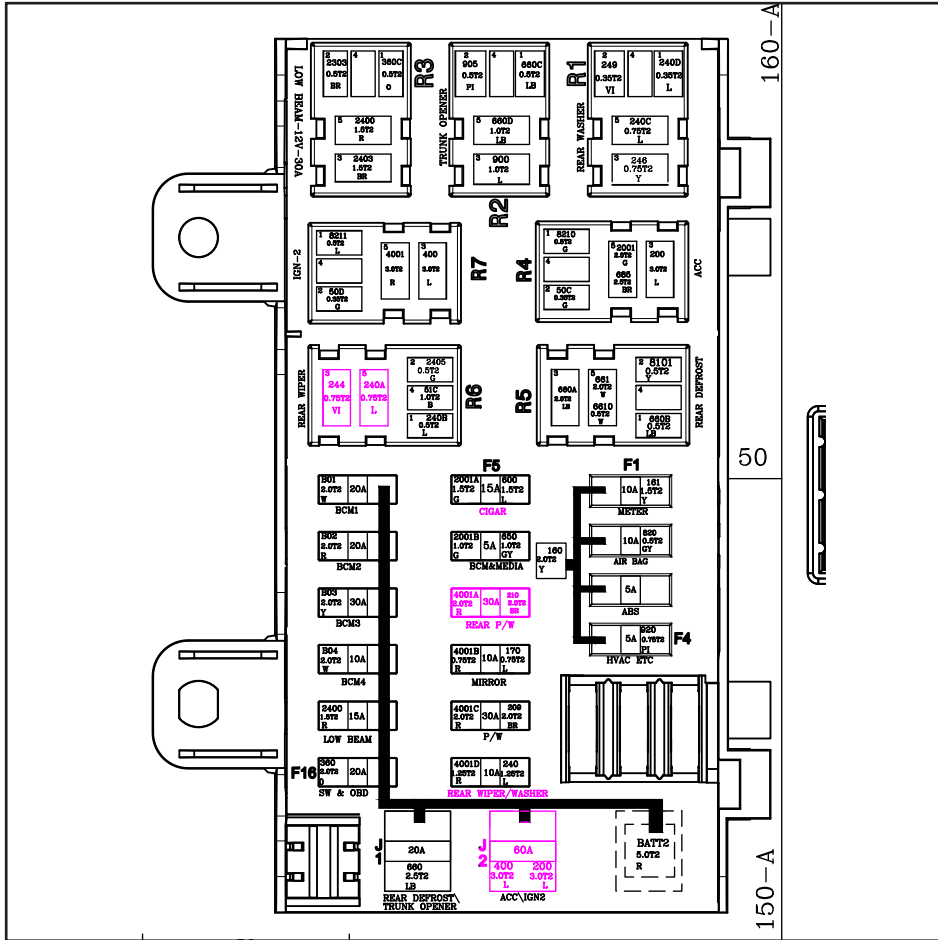 160-A
2 2303 0.5T2 BR
4
1 360C 0.5T2 O
5 2400 1.5T2 R
3 2403 1.5T2 BR
LOW BEAM-12V-30A
R3
2 905 0.5T2 PI
4
1 660C 0.5T2 LB
5 660D 1.0T2 LB
3 900 1.0T2 L
TRUNK OPENER
R2
R1
2 249 0.35T2 VI
4
1 240D 0.35T2 L
5 240C 0.75T2 L
3 246 0.75T2 Y
REAR WASHER
IGN-2
1 8211 0.5T2 L
4
2 50D 0.35T2 G
5 4001 3.0T2 R
3 400 3.0T2 L
R7
R4
1 8210 0.5T2 G
4
2 50C 0.35T2 G
5 2001 2.0T2 G
685 2.5T2 BR
3 200 3.0T2 L
ACC
REAR WIPER
3 244 0.75T2 VI
5 240A 0.75T2 L
2 2405 0.5T2 G
4 51C 1.0T2 B
1 240B 0.5T2 L
R6
R5
3 660A 2.0T2 LB
5 661 2.0T2 W
6610 0.5T2 W
2 8101 0.5T2 Y
4
1 660B 0.5T2 LB
REAR DEFROST
50
B01 2.0T2 W 20A
BCM1
B02 2.0T2 R 20A
BCM2
B03 2.0T2 Y 30A
BCM3
B04 2.0T2 W 10A
BCM4
2400 1.5T2 R 15A
LOW BEAM
F16
360 2.0T2 O 20A
SW & OBD
F5
2001A 1.5T2 G 15A 600 1.5T2 L
CIGAR
2001B 1.0T2 G 5A 650 1.0T2 GY
BCM&MEDIA
4001A 2.0T2 R 30A 210 2.0T2 BR
REAR P/W
4001B 0.75T2 R 10A 170 0.75T2 L
MIRROR
4001C 2.0T2 R 30A 209 2.0T2 BR
P/W
4001D 1.25T2 R 10A 240 1.25T2 L
REAR WIPER/WASHER
F1
10A 161 1.5T2 Y
METER
10A 820 0.5T2 GY
AIR BAG
160 2.0T2 Y
5A
ABS
5A 920 0.75T2 PI
F4
HVAC ETC
J1
20A
660 2.5T2 LB
REAR DEFROST\
TRUNK OPENER
J2
60A
400 3.0T2 L
200 3.0T2 L
ACC\IGN2
BATT2
5.0T2
R
150-A